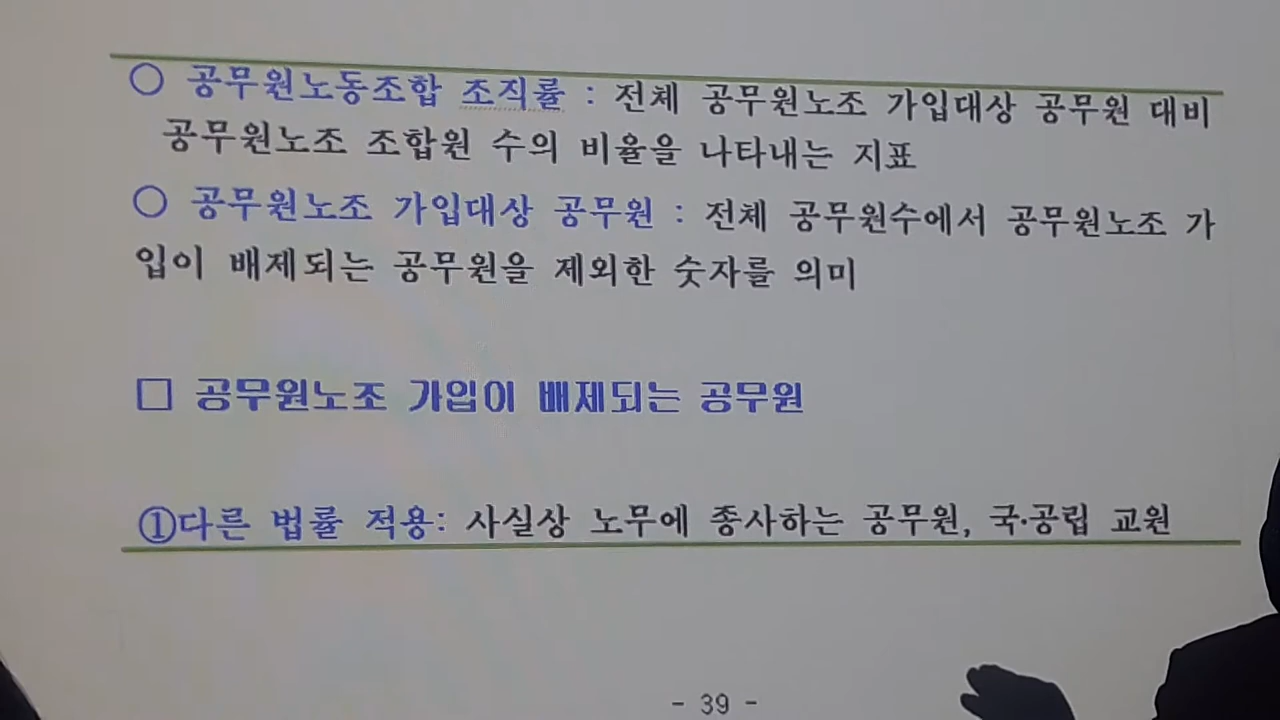 ○ 공무원노동조합 조직률 : 전체 공무원노조 가입대상 공무원 대비
공무원노조 조합원 수의 비율을 나타내는 지표
○ 공무원노조 가입대상 공무원 : 전체 공무원수에서 공무원노조 가
입이 배제되는 공무원을 제외한 숫자를 의미
□ 공무원노조 가입이 배제되는 공무원
①다른 법률 적용: 사실상 노무에 종사하는 공무원, 국·공립 교원
- 39 -